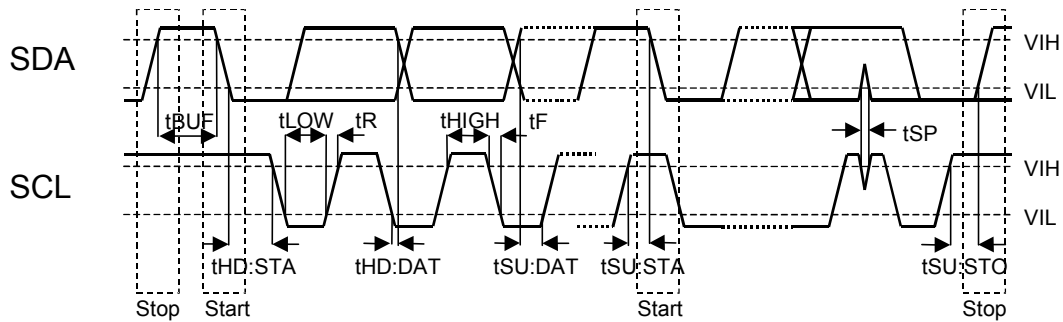 SDA
VIH
VIL
tBUF
tLOW
tR
tHIGH
tF
tSP
SCL
VIH
VIL
tHD:STA
tHD:DAT
tSU:DAT
tSU:STA
tSU:STO
Stop
Start
Start
Stop